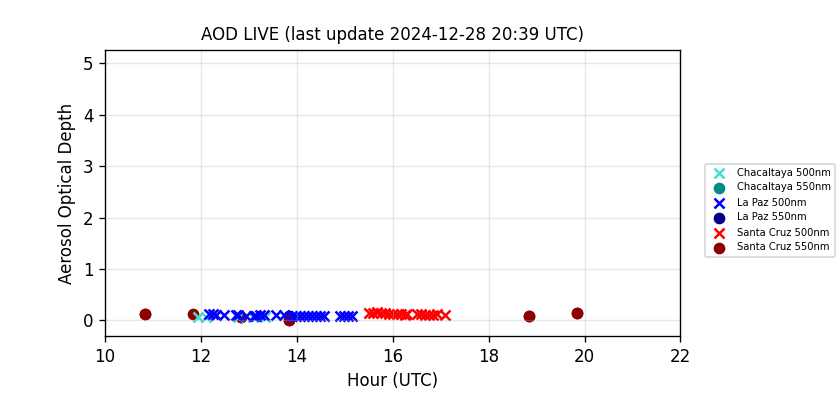 AOD LIVE (last update 2024-12-28 20:39 UTC)
5
4
3
2
1
0
Aerosol Optical Depth
10 12 14 16 18 20 22
Hour (UTC)
Chacaltaya 500nm
Chacaltaya 550nm
La Paz 500nm
La Paz 550nm
Santa Cruz 500nm
Santa Cruz 550nm